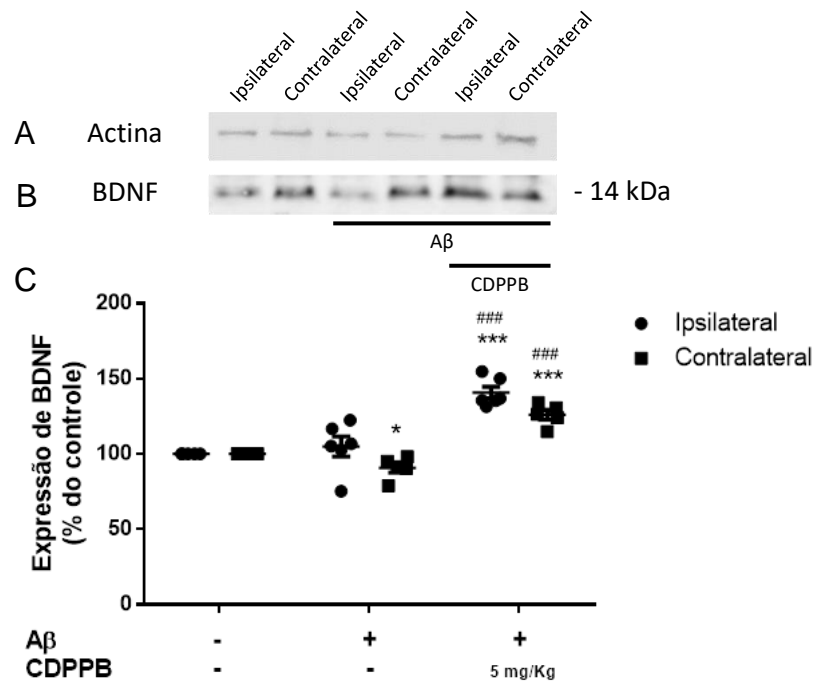 Ipsilateral Contralateral Ipsilateral Contralateral Ipsilateral Contralateral
A Actina
B BDNF - 14 kDa
Aβ
CDPPB
C
Expressão de BDNF
(% do controle)
200
150
100
50
0
###
***
###
***
*
Ipsilateral
Contralateral
Aβ - + +
CDPPB - - 5 mg/Kg